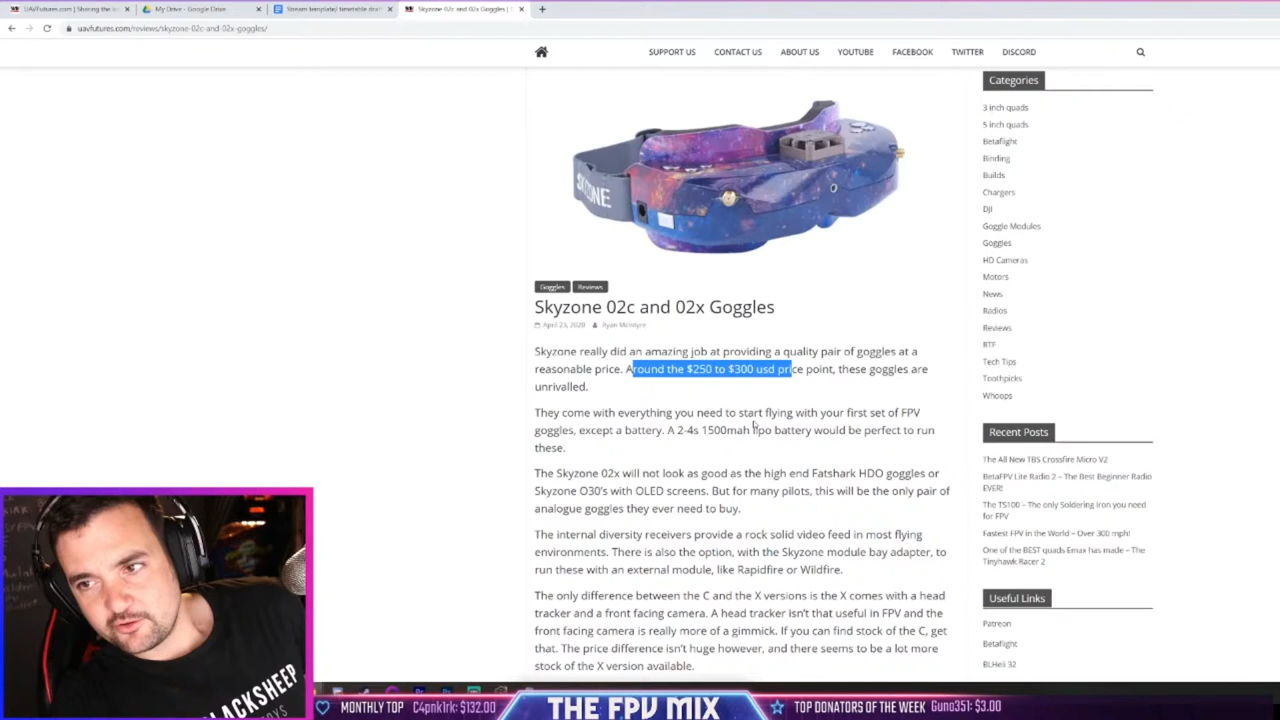 UAVFutures.com | Sharing the lo
My Drive - Google Drive
Stream template/ timetable draft
Skyzone 02c and 02x Goggles |
uavfutures.com/reviews/skyzone-02c-and-02x-goggles/
SUPPORT US
CONTACT US
ABOUT US
YOUTUBE
FACEBOOK
TWITTER
DISCORD
SKYZONE
Goggles
Reviews
Skyzone 02c and 02x Goggles
April 23, 2020
Ryan McIntyre
Skyzone really did an amazing job at providing a quality pair of goggles at a
reasonable price. Around the $250 to $300 usd price point, these goggles are
unrivalled.
They come with everything you need to start flying with your first set of FPV
goggles, except a battery. A 2-4s 1500mah lipo battery would be perfect to run
these.
The Skyzone 02x will not look as good as the high end Fatshark HDO goggles or
Skyzone O30's with OLED screens. But for many pilots, this will be the only pair of
analogue goggles they ever need to buy.
The internal diversity receivers provide a rock solid video feed in most flying
environments. There is also the option, with the Skyzone module bay adapter, to
run these with an external module, like Rapidfire or Wildfire.
The only difference between the C and the X versions is the X comes with a head
tracker and a front facing camera. A head tracker isn't that useful in FPV and the
front facing camera is really more of a gimmick. If you can find stock of the C, get
that. The price difference isn't huge however, and there seems to be a lot more
stock of the X version available.
Categories
3 inch quads
5 inch quads
Betaflight
Binding
Builds
Chargers
DJI
Goggle Modules
Goggles
HD Cameras
Motors
News
Radios
Reviews
RTF
Tech Tips
Toothpicks
Whoops
Recent Posts
The All New TBS Crossfire Micro V2
BetaFPV Lite Radio 2 – The Best Beginner Radio
EVER!
The TS100 – The only Soldering Iron you need
for FPV
Fastest FPV in the World – Over 300 mph!
One of the BEST quads Emax has made – The
Tinyhawk Racer 2
Useful Links
Patreon
Betaflight
BLHeli 32
BLACKSHEEP
MONTHLY TOP
C4pnk1rk: $132.00
THE FPV MIX
TOP DONATORS OF THE WEEK
Guno351: $3.00